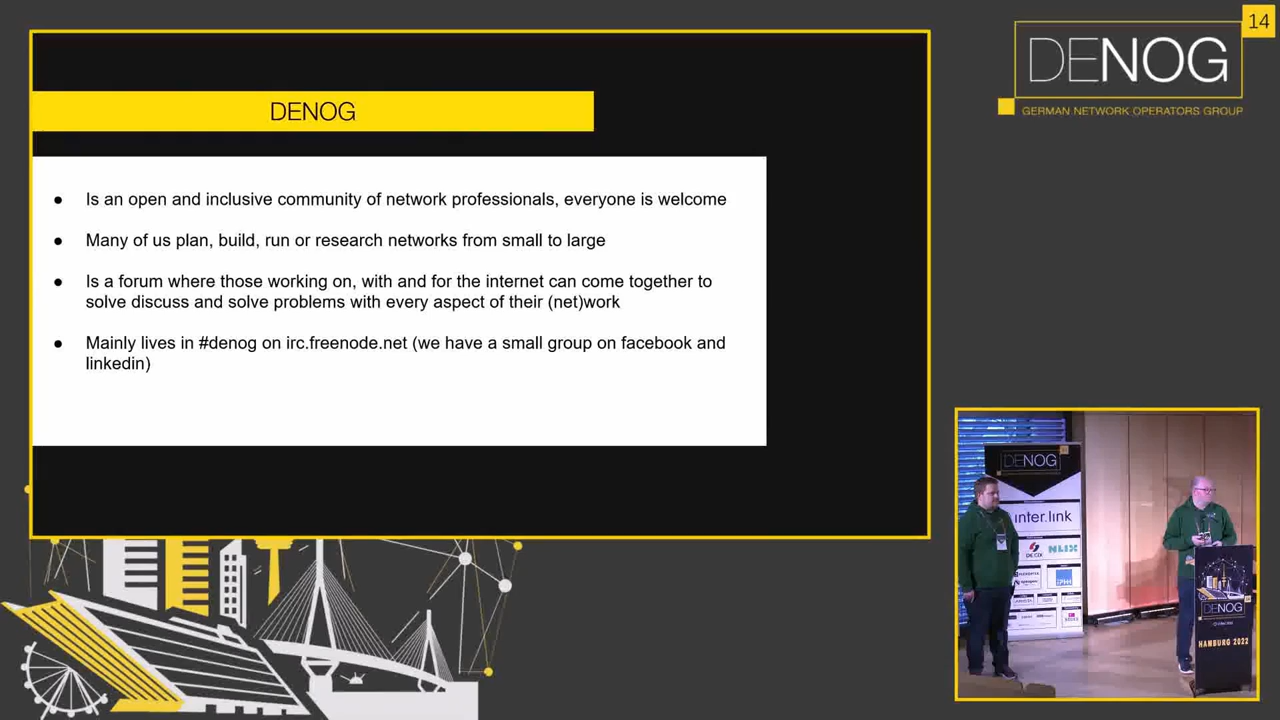 14
DENOG
GERMAN NETWORK OPERATORS GROUP
DENOG
● Is an open and inclusive community of network professionals, everyone is welcome
● Many of us plan, build, run or research networks from small to large
● Is a forum where those working on, with and for the internet can come together to
solve discuss and solve problems with every aspect of their (net)work
● Mainly lives in #denog on irc.freenode.net (we have a small group on facebook and
linkedin)
DENOG
inter.link
DE CIX
NLIX
DENOG
HAMBURG 2022